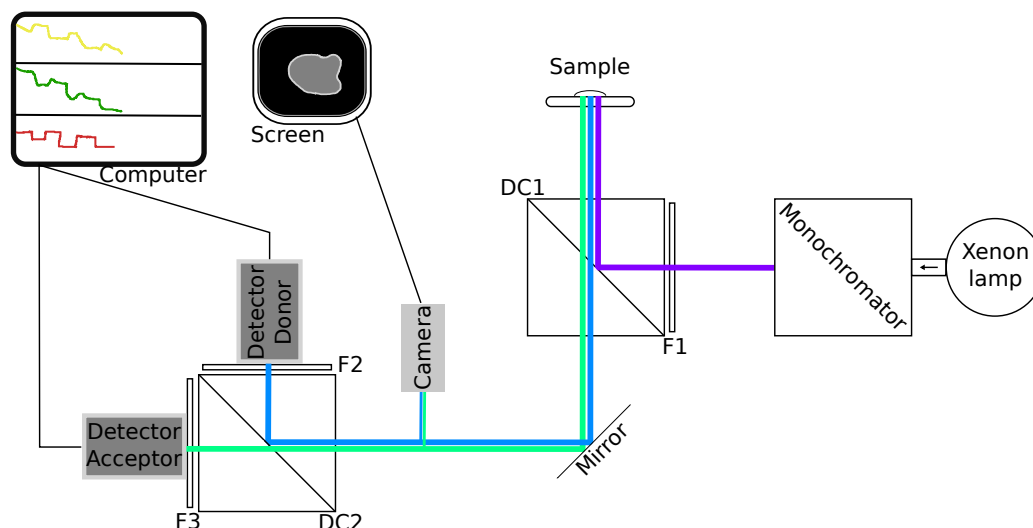 Computer
Screen
Sample
DC1
F1
Monochromator
Xenon
lamp
Detector
Donor
F2
Camera
Detector
Acceptor
F3
DC2
Mirror